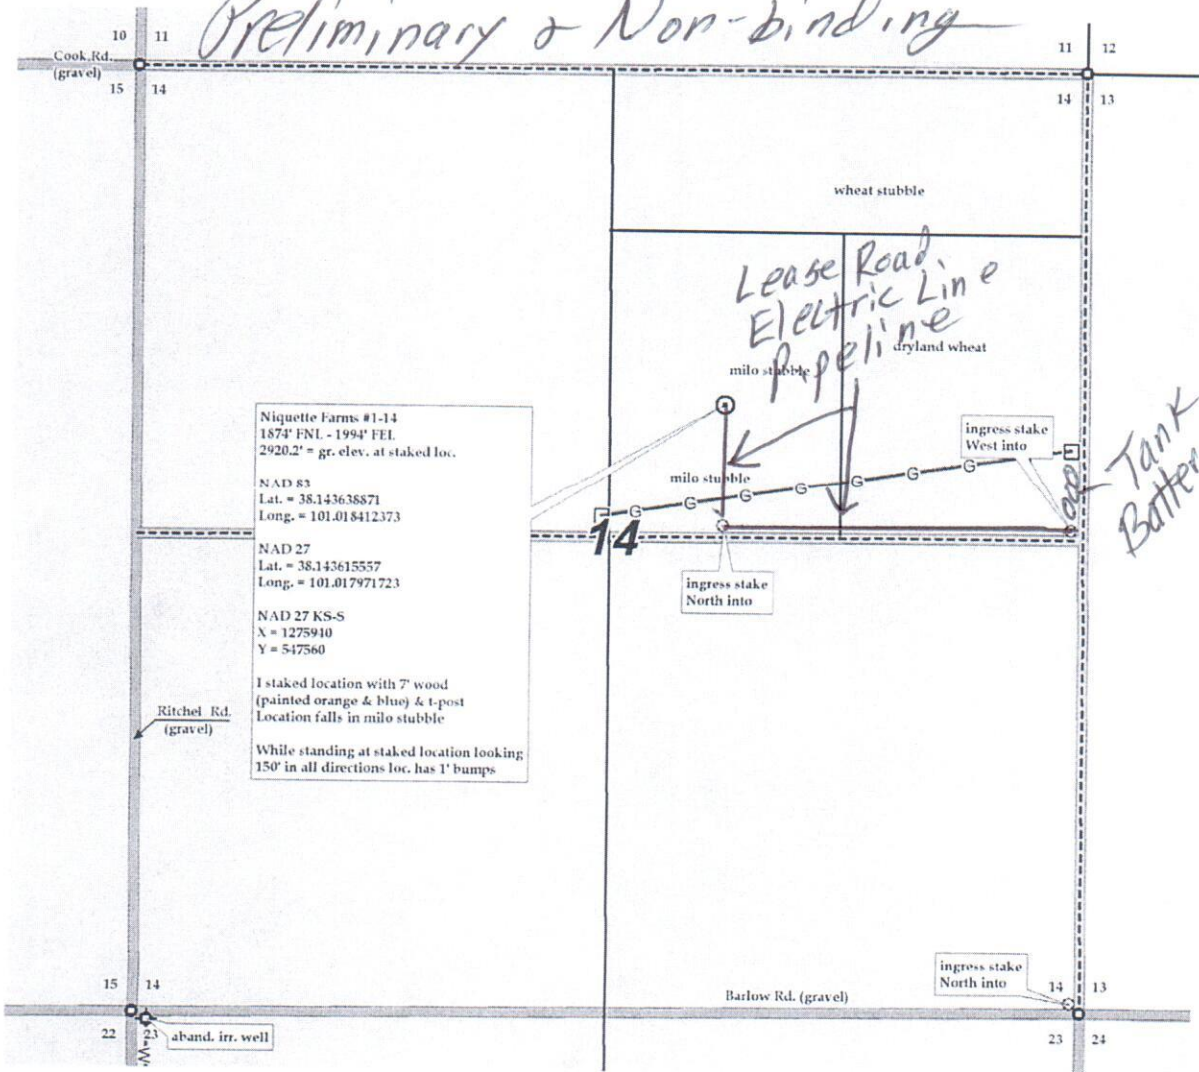 Preliminary & Non-binding
10 11
11 12
Cook Rd.
(gravel)
15 14
14 13
wheat stubble
Lease Road
Electric Line
Pipeline
dryland wheat
milo stubble
Niquette Farms #1-14
1874' FNL - 1994' FEL
2920.2' = gr. elev. at staked loc.
NAD 83
Lat. = 38.143638871
Long. = 101.018412373
NAD 27
Lat. = 38.143615557
Long. = 101.017971723
NAD 27 KS-S
X = 1275940
Y = 547560
I staked location with 7' wood
(painted orange & blue) & t-post
Location falls in milo stubble
While standing at staked location looking
150' in all directions loc. has 1' bumps
ingress stake
West into
Tank
Batter
milo stubble
G G G G G G G
14
ingress stake
North into
Ritchel Rd.
(gravel)
ingress stake
North into
15 14
14 13
Barlow Rd. (gravel)
22 23
aband. irr. well
23 24